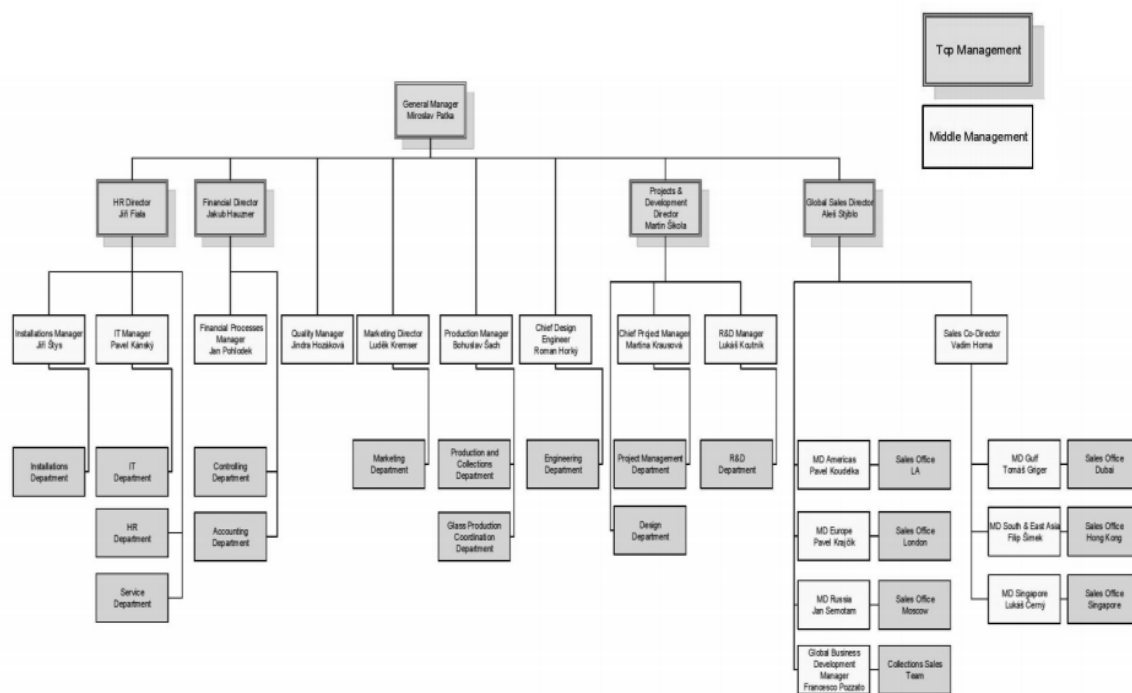 Top Management
Middle Management
General Manager
Miroslav Patka
HR Director
Jiří Fiala
Financial Director
Jakub Hauzner
Projects &
Development
Director
Martin Šikola
Global Sales Director
Aleš Stýblo
Installations Manager
Jiří Štys
IT Manager
Pavel Kánský
Financial Processes
Manager
Jan Pohlodek
Quality Manager
Jindra Hozáková
Marketing Director
Luděk Kremser
Production Manager
Bohuslav Šach
Chief Design
Engineer
Roman Horký
Chief Project Manager
Martina Krausová
R&D Manager
Lukáš Koutník
Sales Co-Director
Vadim Horna
Installations
Department
IT
Department
Controlling
Department
Marketing
Department
Production and
Collections
Department
Engineering
Department
Project Management
Department
R&D
Department
MD Americas
Pavel Koudelka
Sales Office
LA
MD Gulf
Tomáš Griger
Sales Office
Dubai
HR
Department
Accounting
Department
Glass Production
Coordination
Department
Design
Department
MD Europe
Pavel Krajčík
Sales Office
London
MD South & East Asia
Filip Šimek
Sales Office
Hong Kong
Service
Department
MD Russia
Jan Semotam
Sales Office
Moscow
MD Singapore
Lukáš Černý
Sales Office
Singapore
Global Business
Development
Manager
Francesco Pozzato
Collections Sales
Team